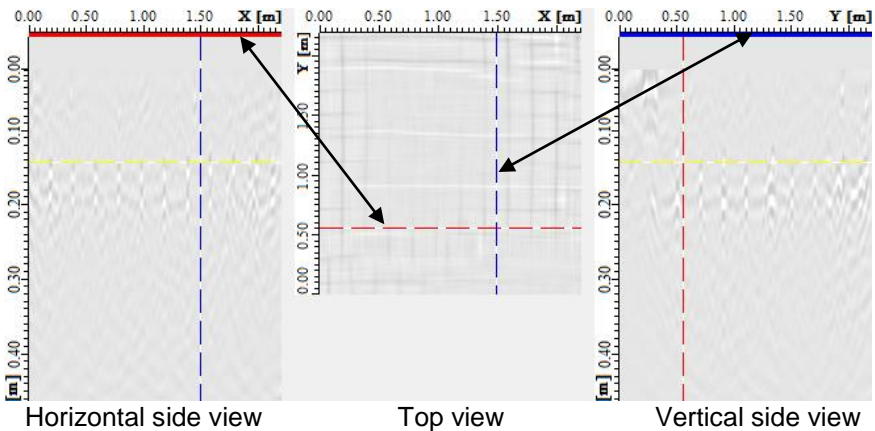 0.00 0.50 1.00 1.50 X [m]
0.00
0.10
0.20
0.30
0.40
[m]
Horizontal side view
0.00 0.50 1.00 1.50 X [m]
Y [m]
1.50
1.00
0.50
0.00
Top view
0.00 0.50 1.00 1.50 Y [m]
0.00
0.10
0.20
0.30
0.40
[m]
Vertical side view